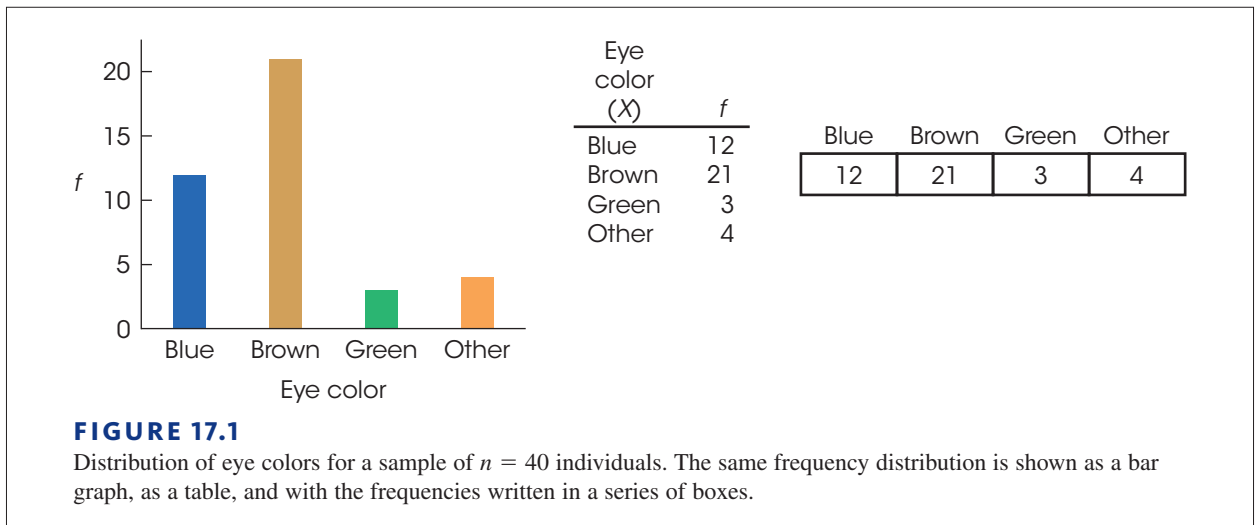 20
15
f
10
5
0
Blue Brown Green Other
Eye color
Eye
color
(X) f
Blue 12
Brown 21
Green 3
Other 4
Blue Brown Green Other
12 21 3 4
FIGURE 17.1
Distribution of eye colors for a sample of n = 40 individuals. The same frequency distribution is shown as a bar
graph, as a table, and with the frequencies written in a series of boxes.